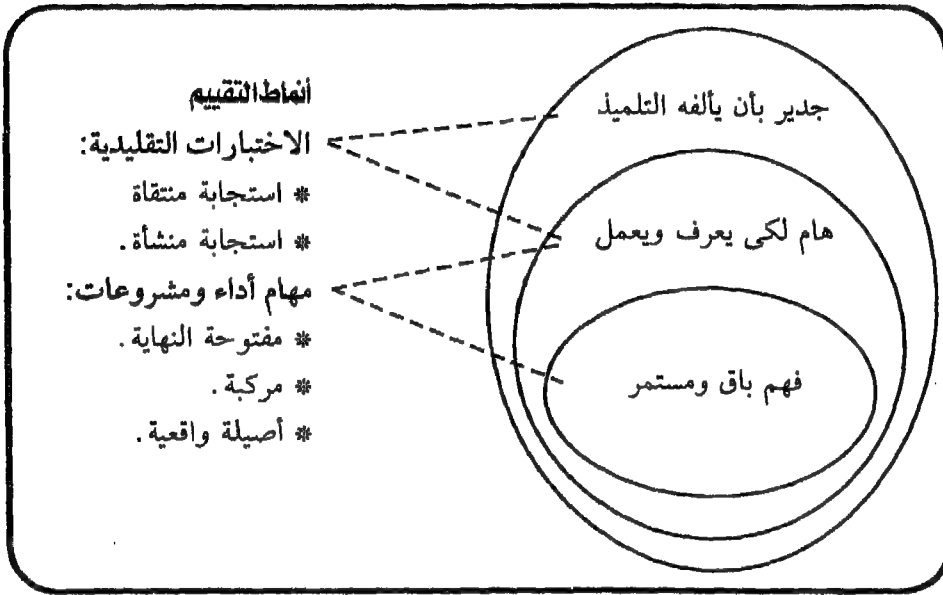 أنماط التقييم
الاختبارات التقليدية:
* استجابة منتقاة
* استجابة منشأة.
مهام أداء ومشروعات:
* مفتوحة النهاية.
* مركبة.
* أصيلة واقعية.
جدير بأن يألفه التلميذ
هام لكى يعرف ويعمل
فهم باق ومستمر